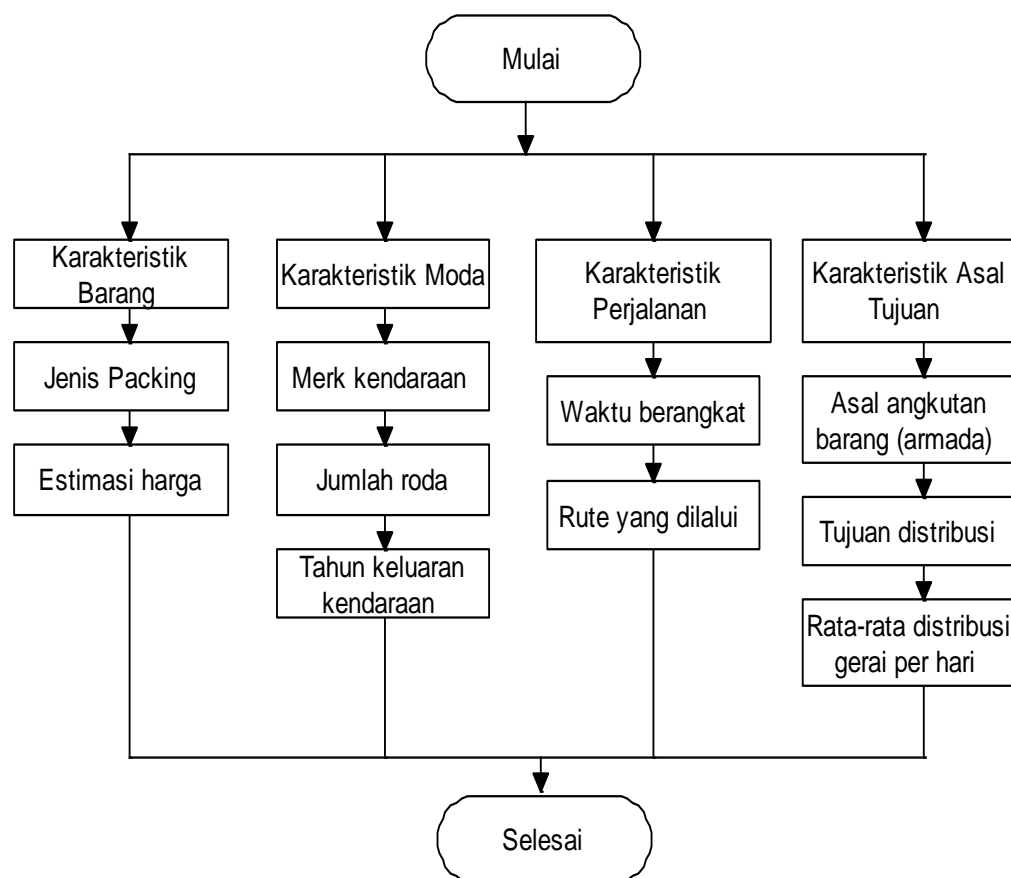 Mulai
Karakteristik
Barang
Jenis Packing
Estimasi harga
Karakteristik Moda
Merk kendaraan
Jumlah roda
Tahun keluaran
kendaraan
Karakteristik
Perjalanan
Waktu berangkat
Rute yang dilalui
Karakteristik Asal
Tujuan
Asal angkutan
barang (armada)
Tujuan distribusi
Rata-rata distribusi
gerai per hari
Selesai